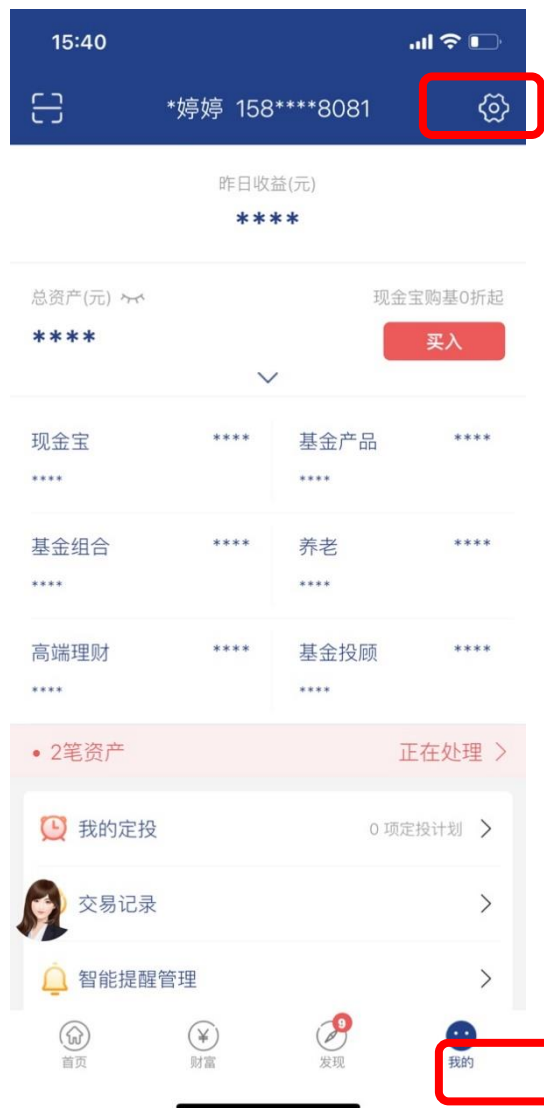 15:40
*婷婷 158****8081
昨日收益(元)
****
总资产(元) 现金宝购基0折起
**** 买入
现金宝 **** 基金产品 ****
**** ****
基金组合 **** 养老 ****
**** ****
高端理财 **** 基金投顾 ****
**** ****
• 2笔资产 正在处理
我的定投 0 项定投计划
交易记录
智能提醒管理
9
首页 财富 发现 我的